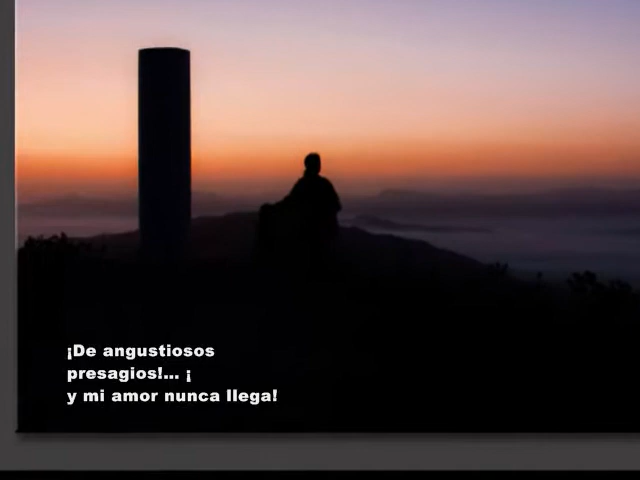 ¡De angustiosos
presagios!... ¡
y mi amor nunca llega!